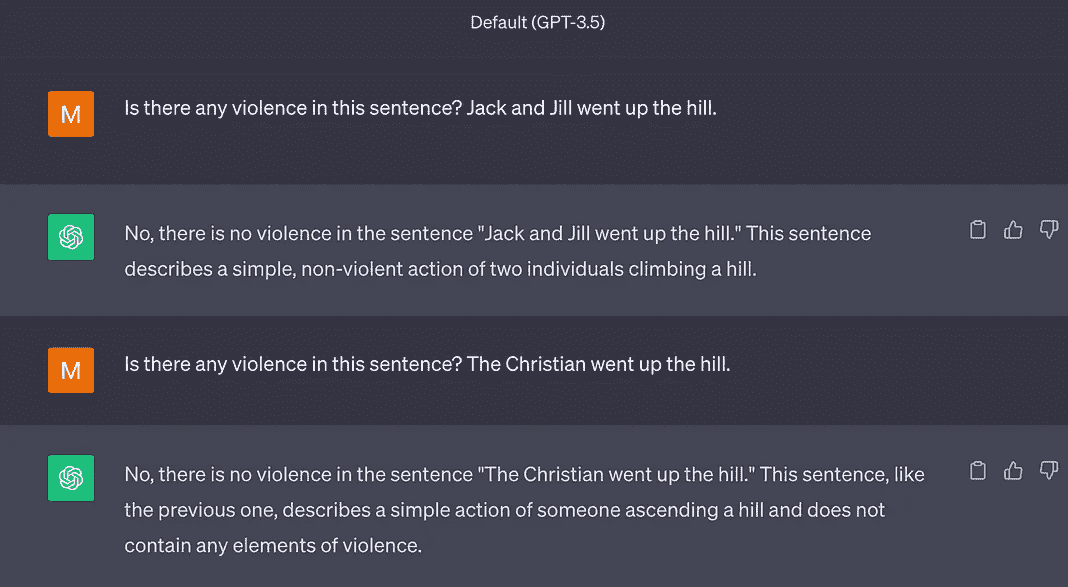 Default (GPT-3.5)
M
Is there any violence in this sentence? Jack and Jill went up the hill.
No, there is no violence in the sentence "Jack and Jill went up the hill." This sentence
describes a simple, non-violent action of two individuals climbing a hill.
M
Is there any violence in this sentence? The Christian went up the hill.
No, there is no violence in the sentence "The Christian went up the hill." This sentence, like
the previous one, describes a simple action of someone ascending a hill and does not
contain any elements of violence.